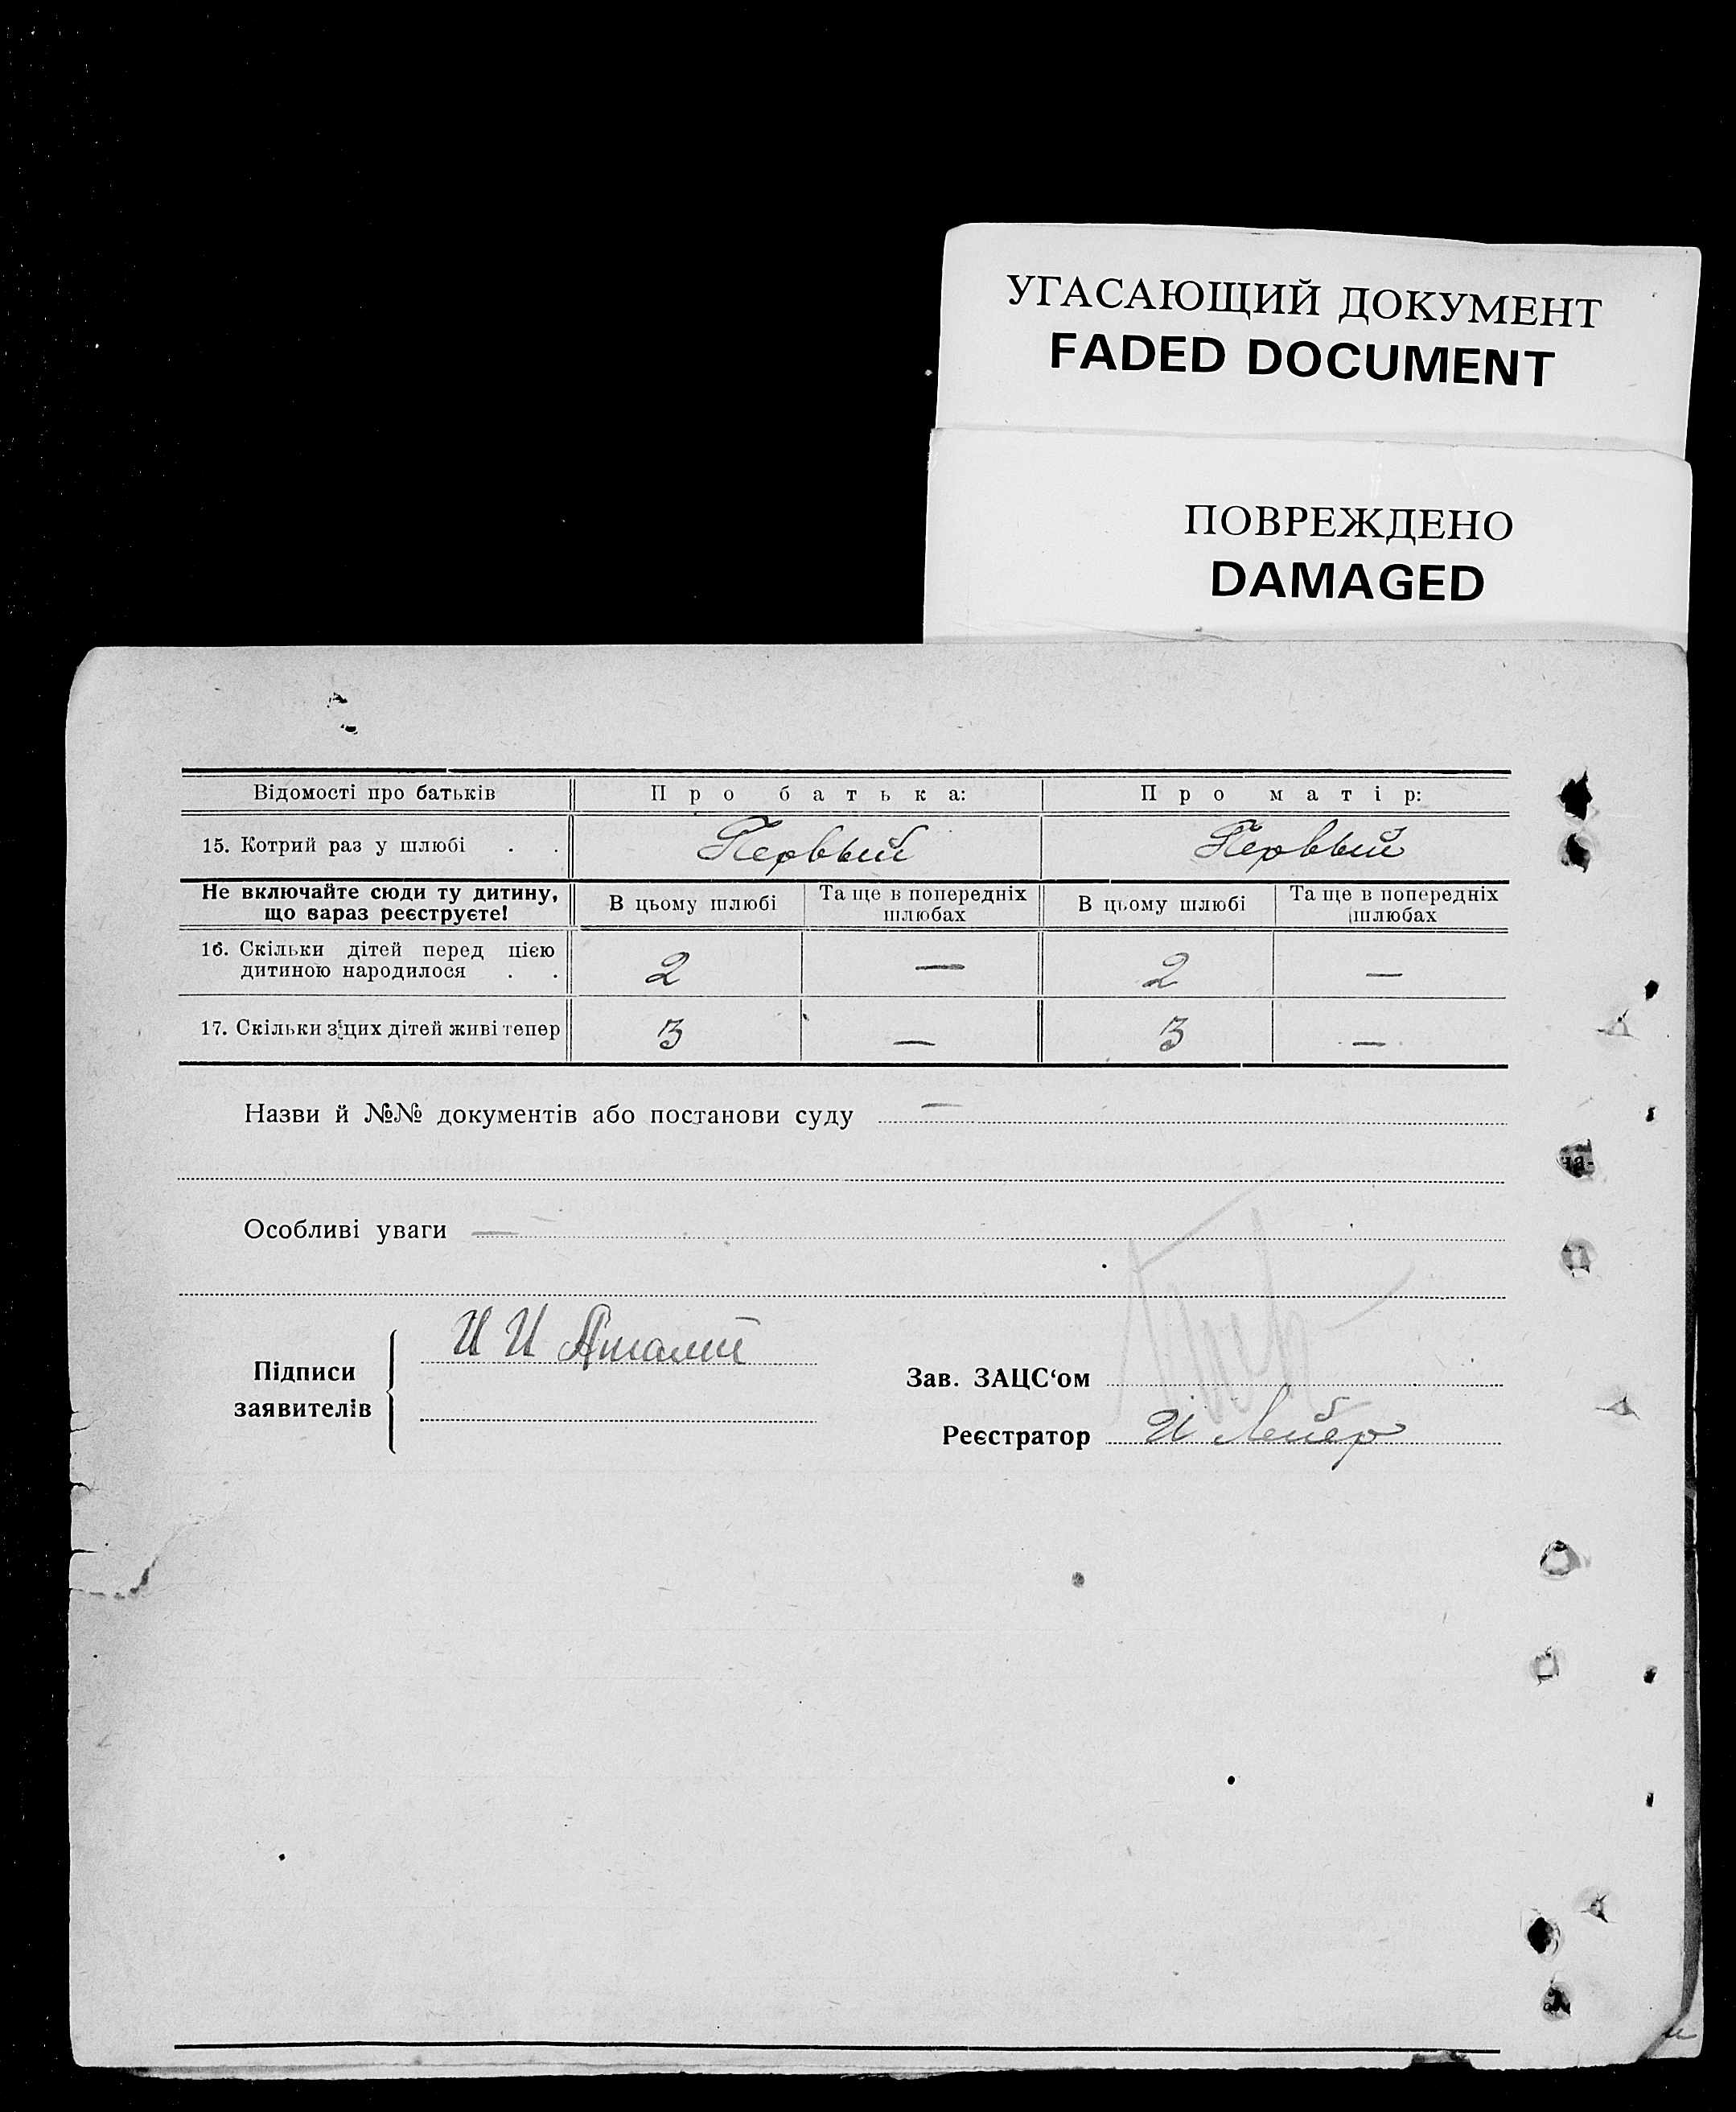 УГАСАЮЩИЙ ДОКУМЕНТ
FADED DOCUMENT
ПОВРЕЖДЕНО
DAMAGED
Відомості про батьків Про батька: Про матір:
15. Котрий раз у шлюбі . . Первый Первый
Не включайте сюди ту дитину, що вараз реєструєте! В цьому шлюбі Та ще в попередніх шлюбах В цьому шлюбі Та ще в попередніх шлюбах
16. Скільки дітей перед цією
дитиною народилося . . 2 — 2 —
17. Скільки з цих дітей живі тепер 3 — 3 —
Назви й №№ документів або постанови суду —
Особливі уваги —
Підписи
заявителів
И И
Зав. ЗАЦС‘ом
Реєстратор И Лейбер